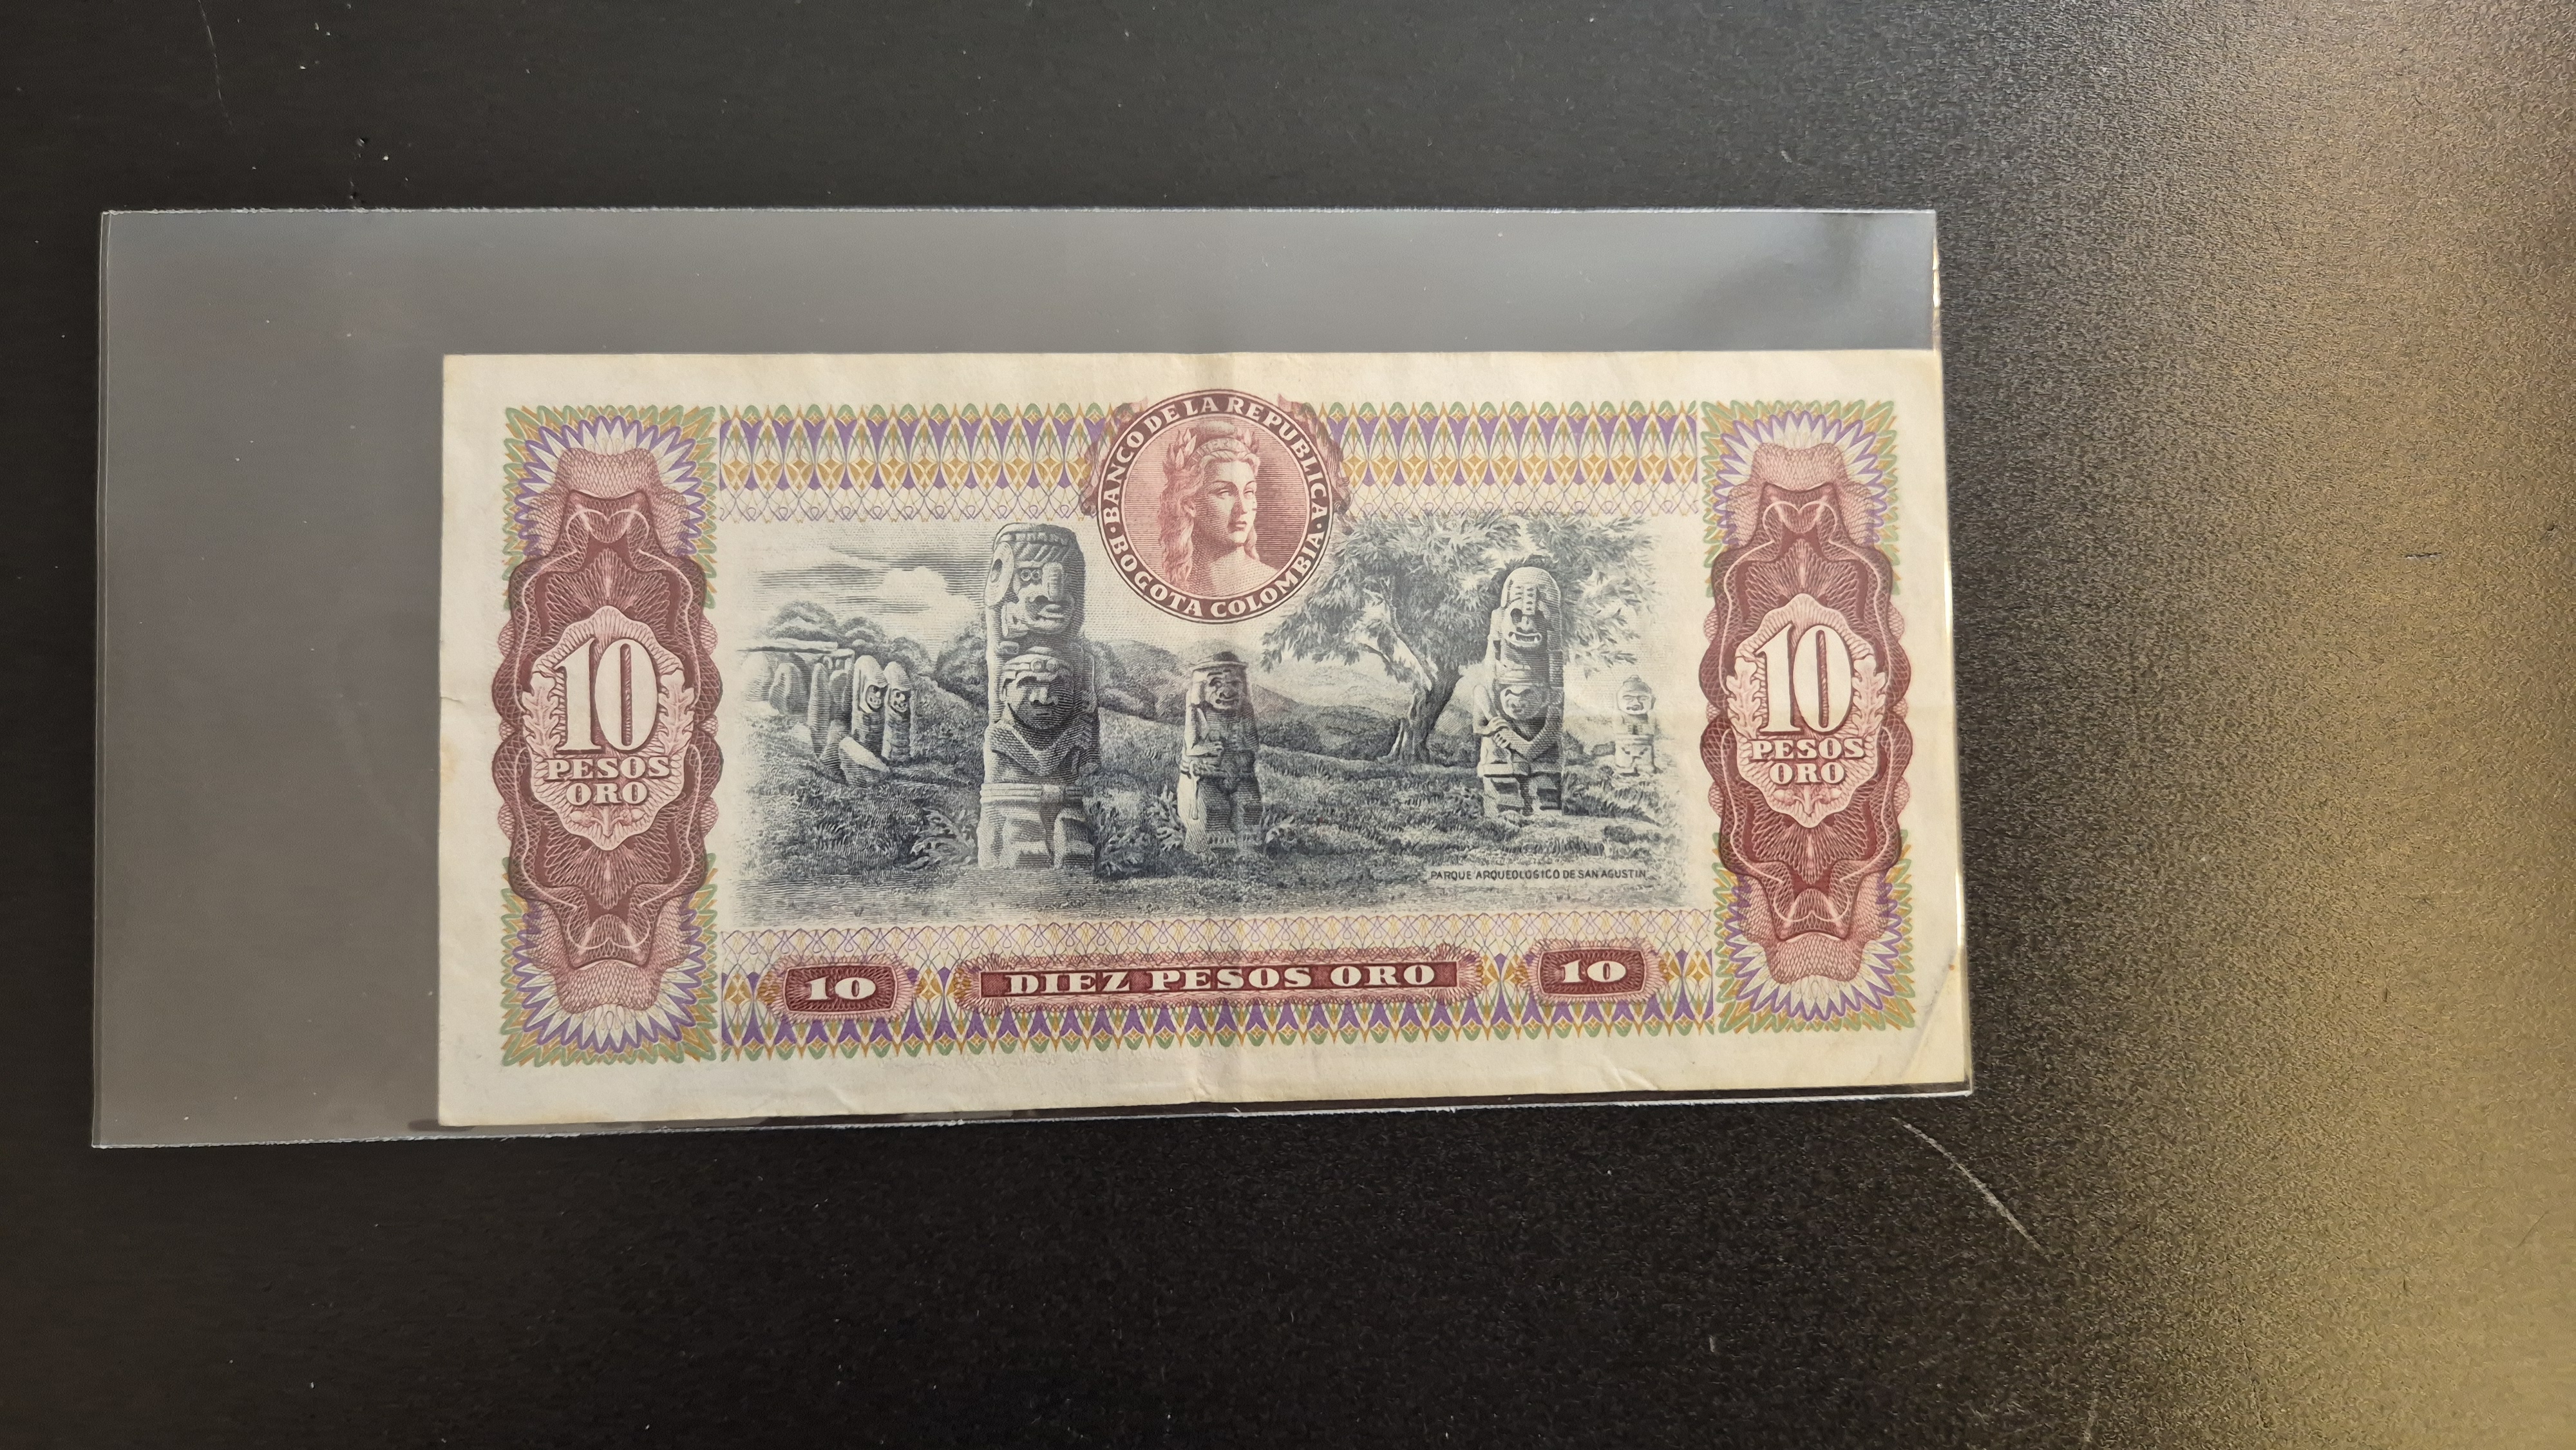 ·BANCO DE LA REPUBLICA·
BOGOTA COLOMBIA
10
PESOS
ORO
10
PESOS
ORO
PARQUE ARQUEOLOGICO DE SAN AGUSTIN
10
DIEZ PESOS ORO
10